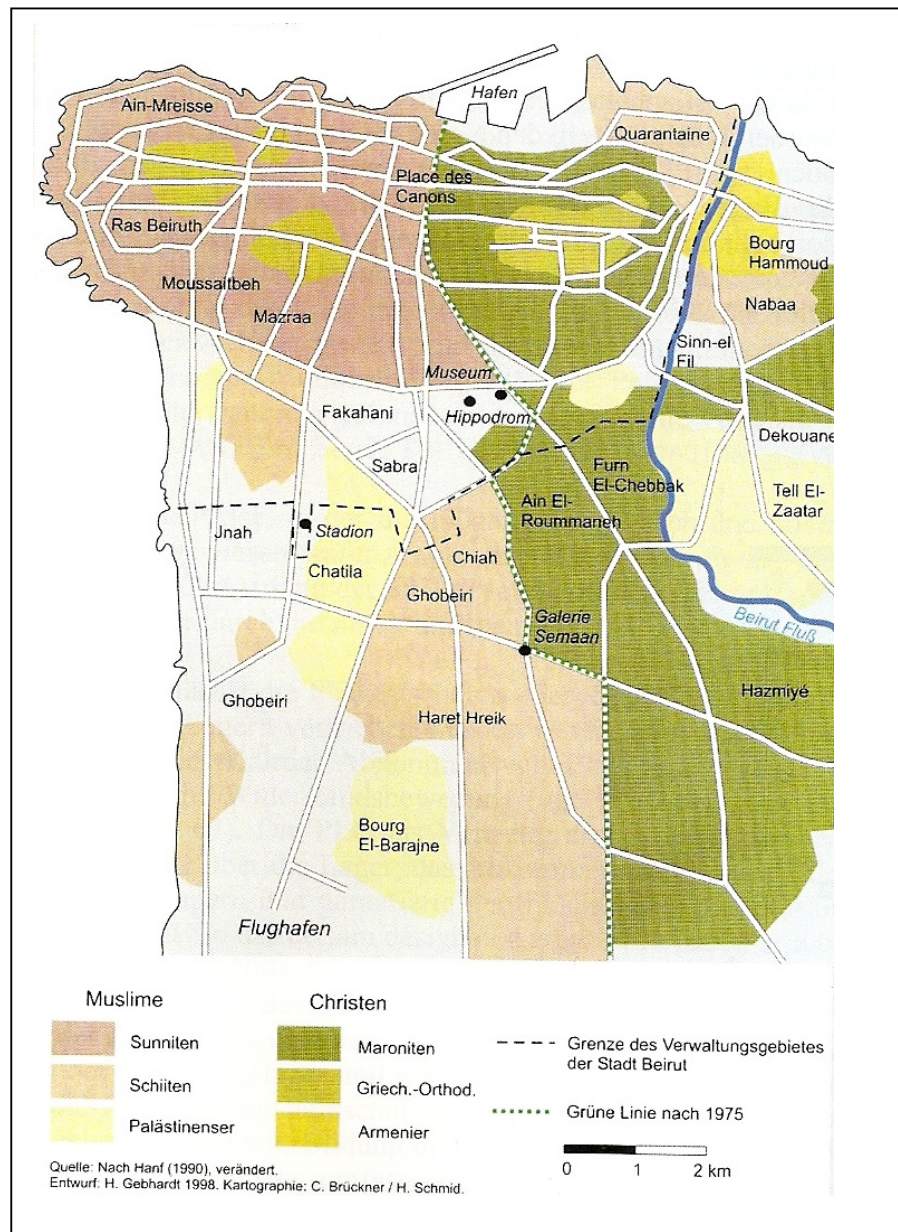 Hafen
Ain-Mreisse
Quarantaine
Place des
Canons
Ras Beiruth
Bourg
Hammoud
Moussaitbeh
Nabaa
Mazraa
Sinn-el
Fil
Museum
Fakahani
Hippodrom
Dekouane
Sabra
Furn
El-Chebbak
Tell El-
Zaatar
Ain El-
Roummaneh
Jnah
Stadion
Chiah
Chatila
Ghobeiri
Galerie
Semaan
Beirut Fluß
Hazmiyé
Ghobeiri
Haret Hreik
Bourg
El-Barajne
Flughafen
Muslime
Christen
Sunniten
Maroniten
Grenze des Verwaltungsgebietes
der Stadt Beirut
Schiiten
Griech.-Orthod.
Grüne Linie nach 1975
Palästinenser
Armenier
0 1 2 km
Quelle: Nach Hanf (1990), verändert.
Entwurf: H. Gebhardt 1998. Kartographie: C. Brückner / H. Schmid.